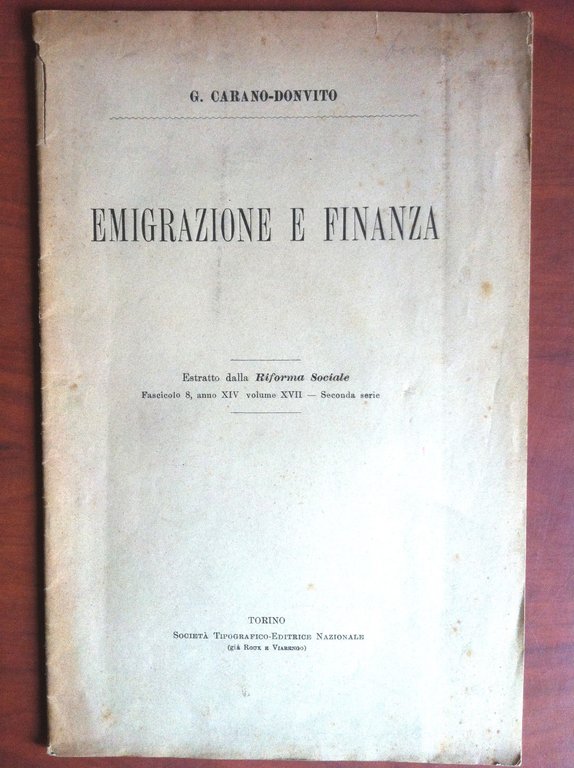 G. CARANO-DONVITO
EMIGRAZIONE E FINANZA
Estratto dalla Riforma Sociale
Fascicolo 8, anno XIV volume XVII — Seconda serie
TORINO
SOCIETÀ TIPOGRAFICO-EDITRICE NAZIONALE
(già ROUX E VIARENGO)